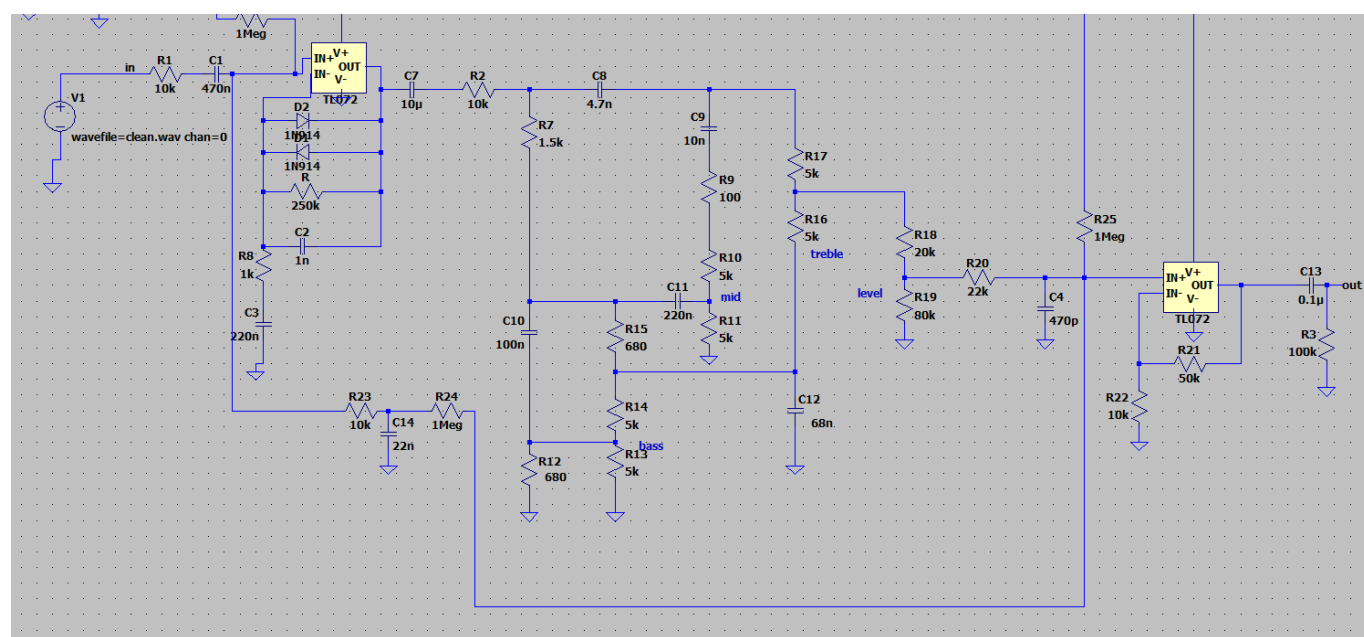 1Meg
in
R1
10k
C1
470n
IN+
IN-
V+
OUT
V-
TL072
V1
wavefile=clean.wav chan=0
D2
1N914
D1
1N914
R
250k
C2
1n
R8
1k
C3
220n
C7
10µ
R2
10k
C8
4.7n
R7
1.5k
C9
10n
R9
100
R10
5k
mid
R11
5k
C11
220n
C10
100n
R15
680
R14
5k
bass
R13
5k
R12
680
R17
5k
R16
5k
treble
C12
68n
R18
20k
level
R19
80k
R20
22k
C4
470p
R25
1Meg
IN+
IN-
V+
OUT
V-
TL072
R21
50k
R22
10k
C13
0.1µ
out
R3
100k
R23
10k
R24
1Meg
C14
22n